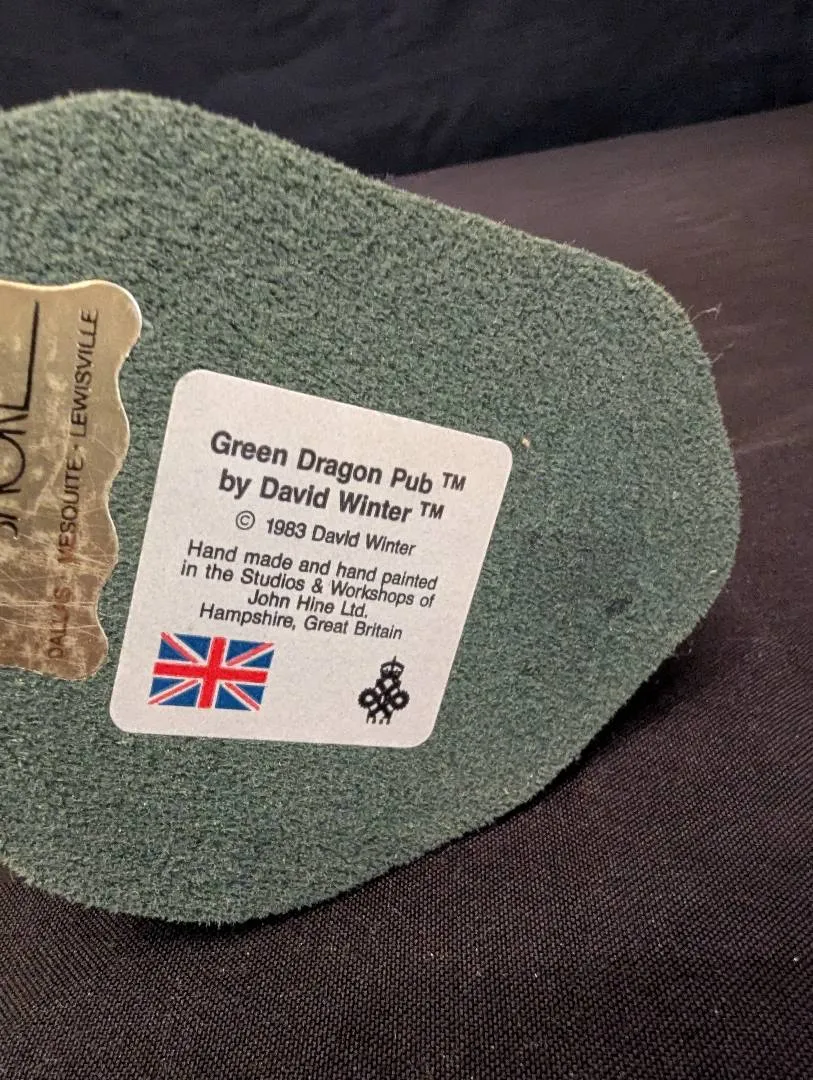 DALLAS · MESQUITE · LEWISVILLE
Green Dragon Pub ™
by David Winter ™
© 1983 David Winter
Hand made and hand painted
in the Studios & Workshops of
John Hine Ltd.
Hampshire, Great Britain